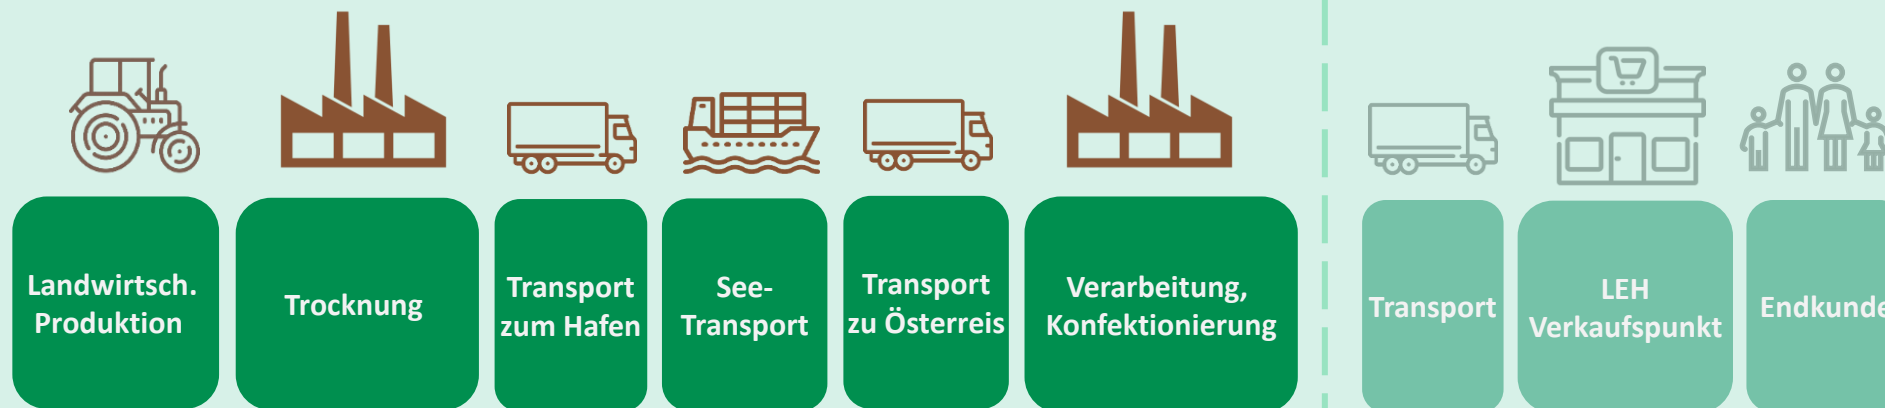 Landwirtsch.
Produktion
Trocknung
Transport
zum Hafen
See-
Transport
Transport
zu Österreis
Verarbeitung,
Konfektionierung
Transport
LEH
Verkaufspunkt
Endkunde